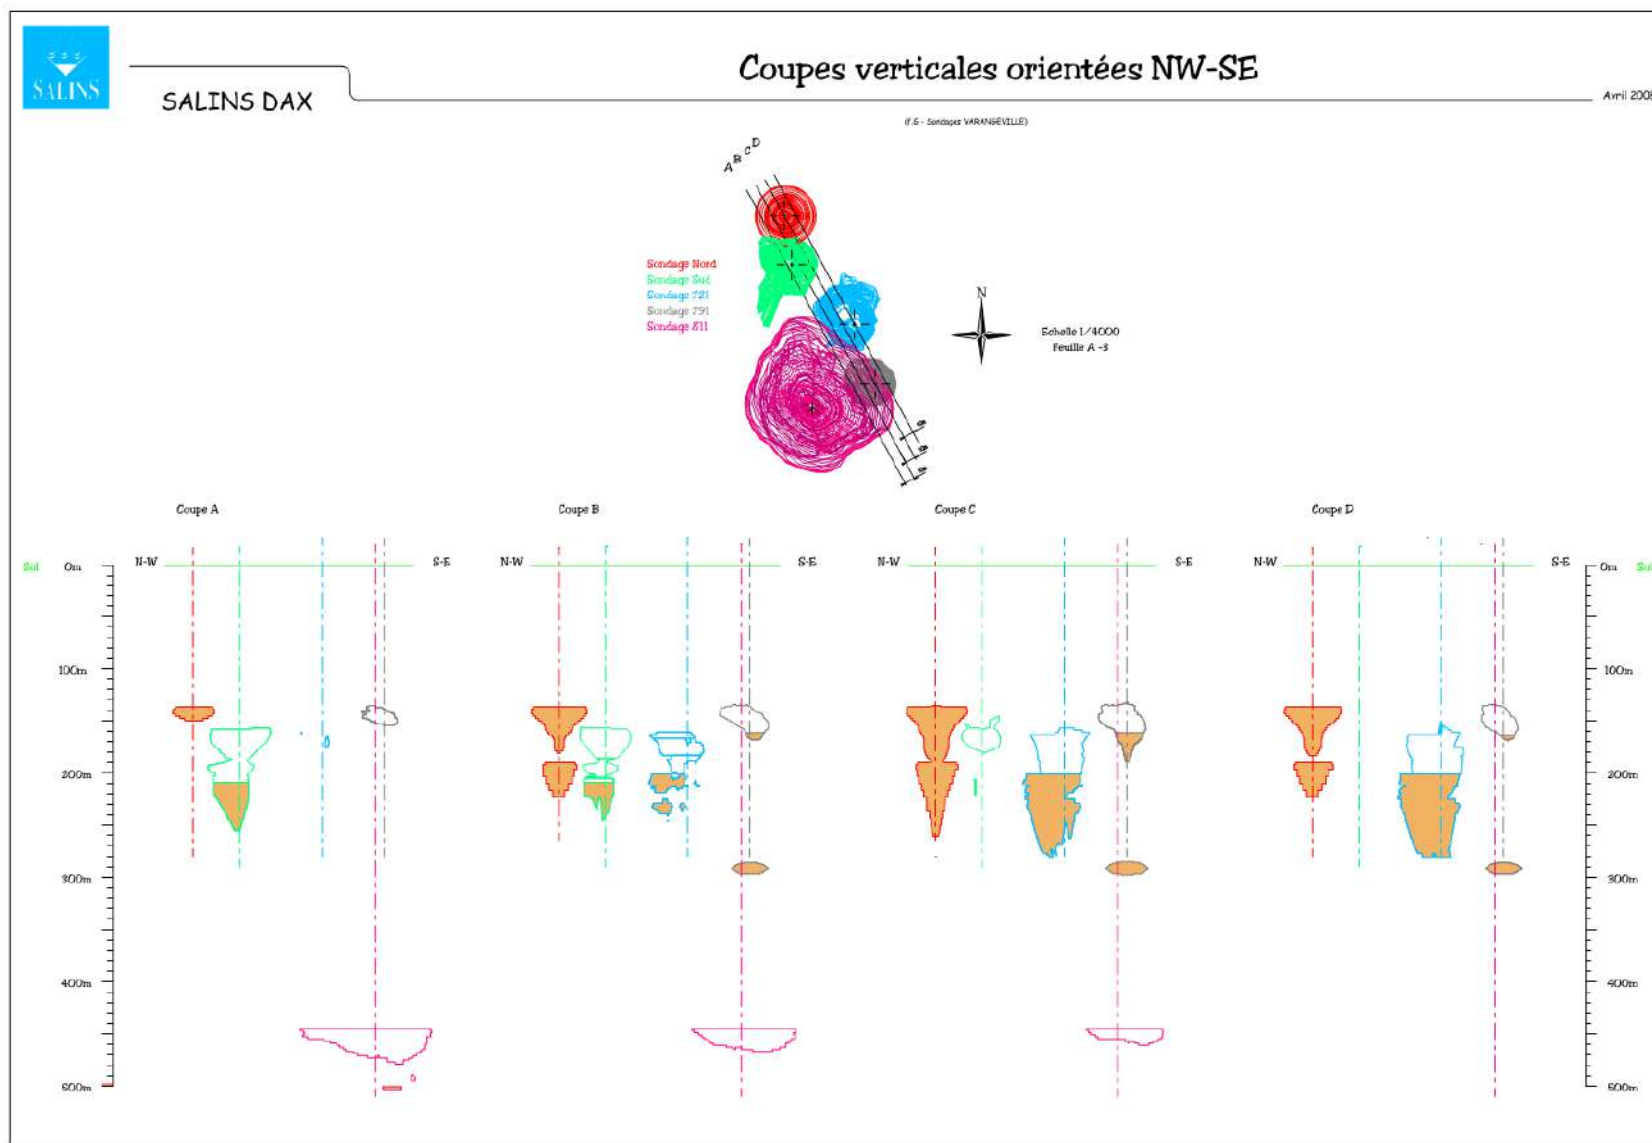 SALINS
SALINS DAX
Coupes verticales orientées NW-SE
Avril 2008
(F.G - Sondages VARANGEVILLE)
A B C D
Sondage Nord
Sondage Sud
Sondage 721
Sondage 791
Sondage 811
N
Echelle 1/4000
Feuille A -3
Coupe A
Coupe B
Coupe C
Coupe D
Sol 0m N-W S-E N-W S-E N-W S-E N-W S-E 0m Sol
100m 100m
200m 200m
300m 300m
400m 400m
500m 500m